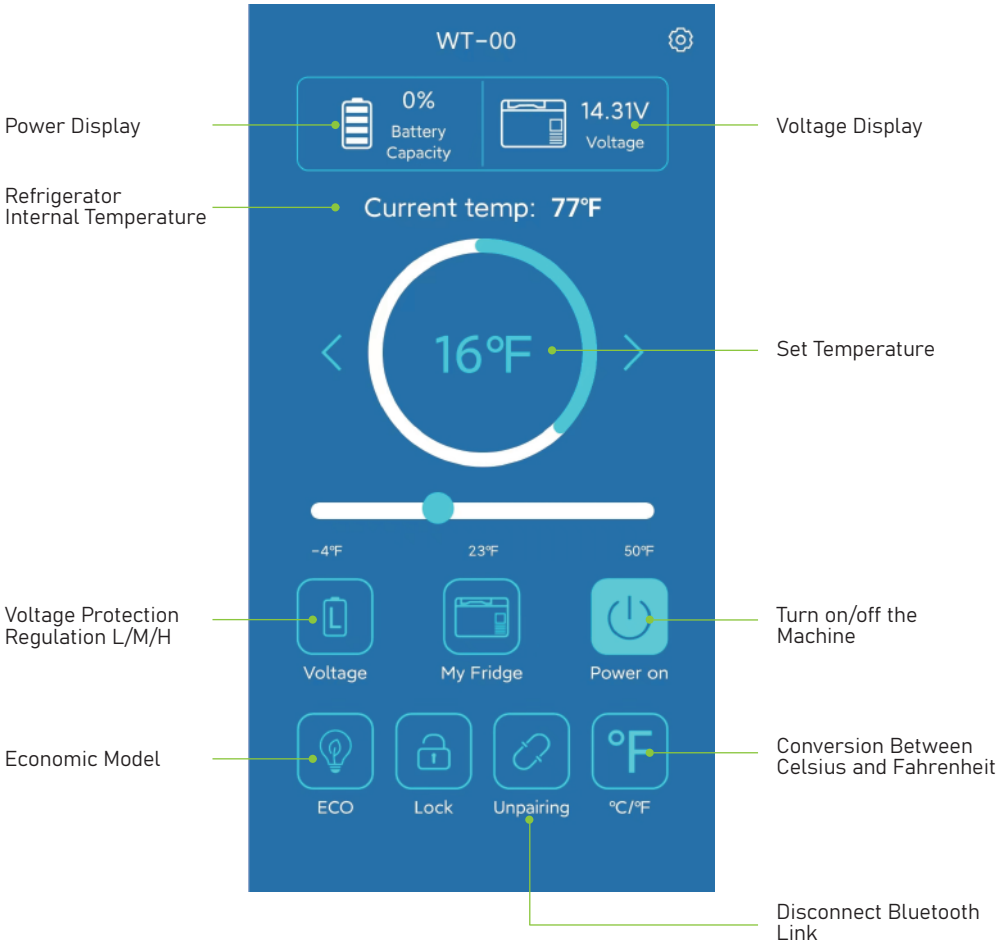 WT-00
0%
Battery
Capacity
14.31V
Voltage
Power Display
Voltage Display
Refrigerator
Internal Temperature
Current temp: 77°F
16°F
Set Temperature
-4°F 23°F 50°F
L
Voltage Protection
Regulation L/M/H
Turn on/off the
Machine
Voltage My Fridge Power on
°F
Economic Model
Conversion Between
Celsius and Fahrenheit
ECO Lock Unpairing °C/°F
Disconnect Bluetooth
Link